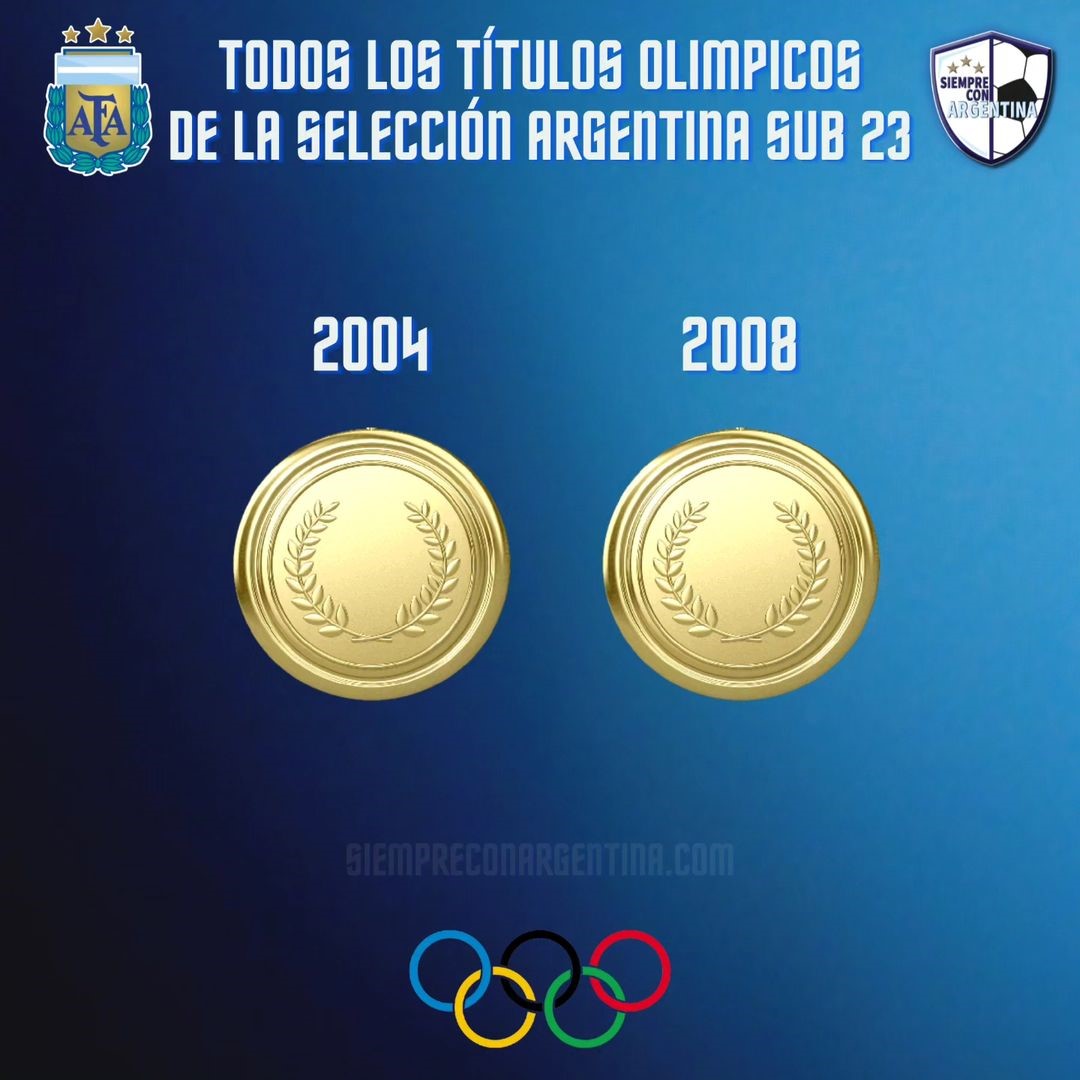 TODOS LOS TÍTULOS OLIMPICOS
DE LA SELECCIÓN ARGENTINA SUB 23
AFA
SIEMPRE
CON
ARGENTINA
2004
2008
SIEMPRECONARGENTINA.COM